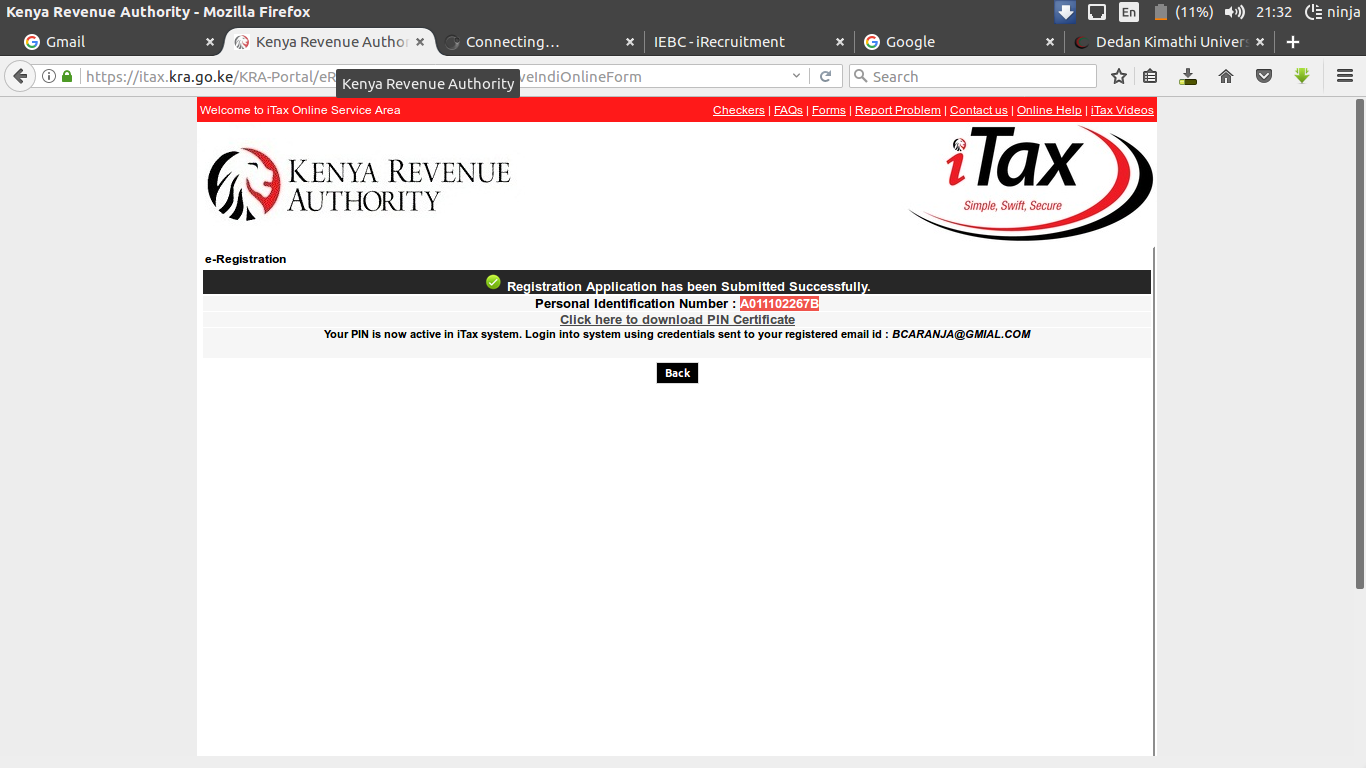 Kenya Revenue Authority - Mozilla Firefox
En (11%) 21:32 ninja
Gmail
Kenya Revenue Author
Connecting…
IEBC - iRecruitment
Google
Dedan Kimathi Univers
https://itax.kra.go.ke/KRA-Portal/eR veIndiOnlineForm
Search
Kenya Revenue Authority
Welcome to iTax Online Service Area
Checkers | FAQs | Forms | Report Problem | Contact us | Online Help | iTax Videos
KENYA REVENUE
AUTHORITY
iTax
Simple, Swift, Secure
e-Registration
Registration Application has been Submitted Successfully.
Personal Identification Number : A011102267B
Click here to download PIN Certificate
Your PIN is now active in iTax system. Login into system using credentials sent to your registered email id : BCARANJA@GMIAL.COM
Back